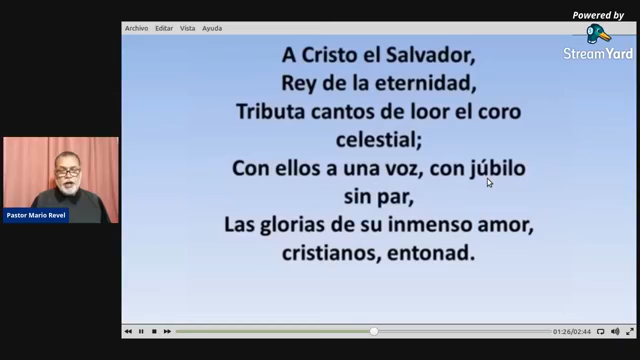 Powered by
StreamYard
Archivo Editar Vista Ayuda
A Cristo el Salvador,
Rey de la eternidad,
Tributa cantos de loor el coro
celestial;
Con ellos a una voz, con júbilo
sin par,
Las glorias de su inmenso amor,
cristianos, entonad.
Pastor Mario Revel
01:26/02:44